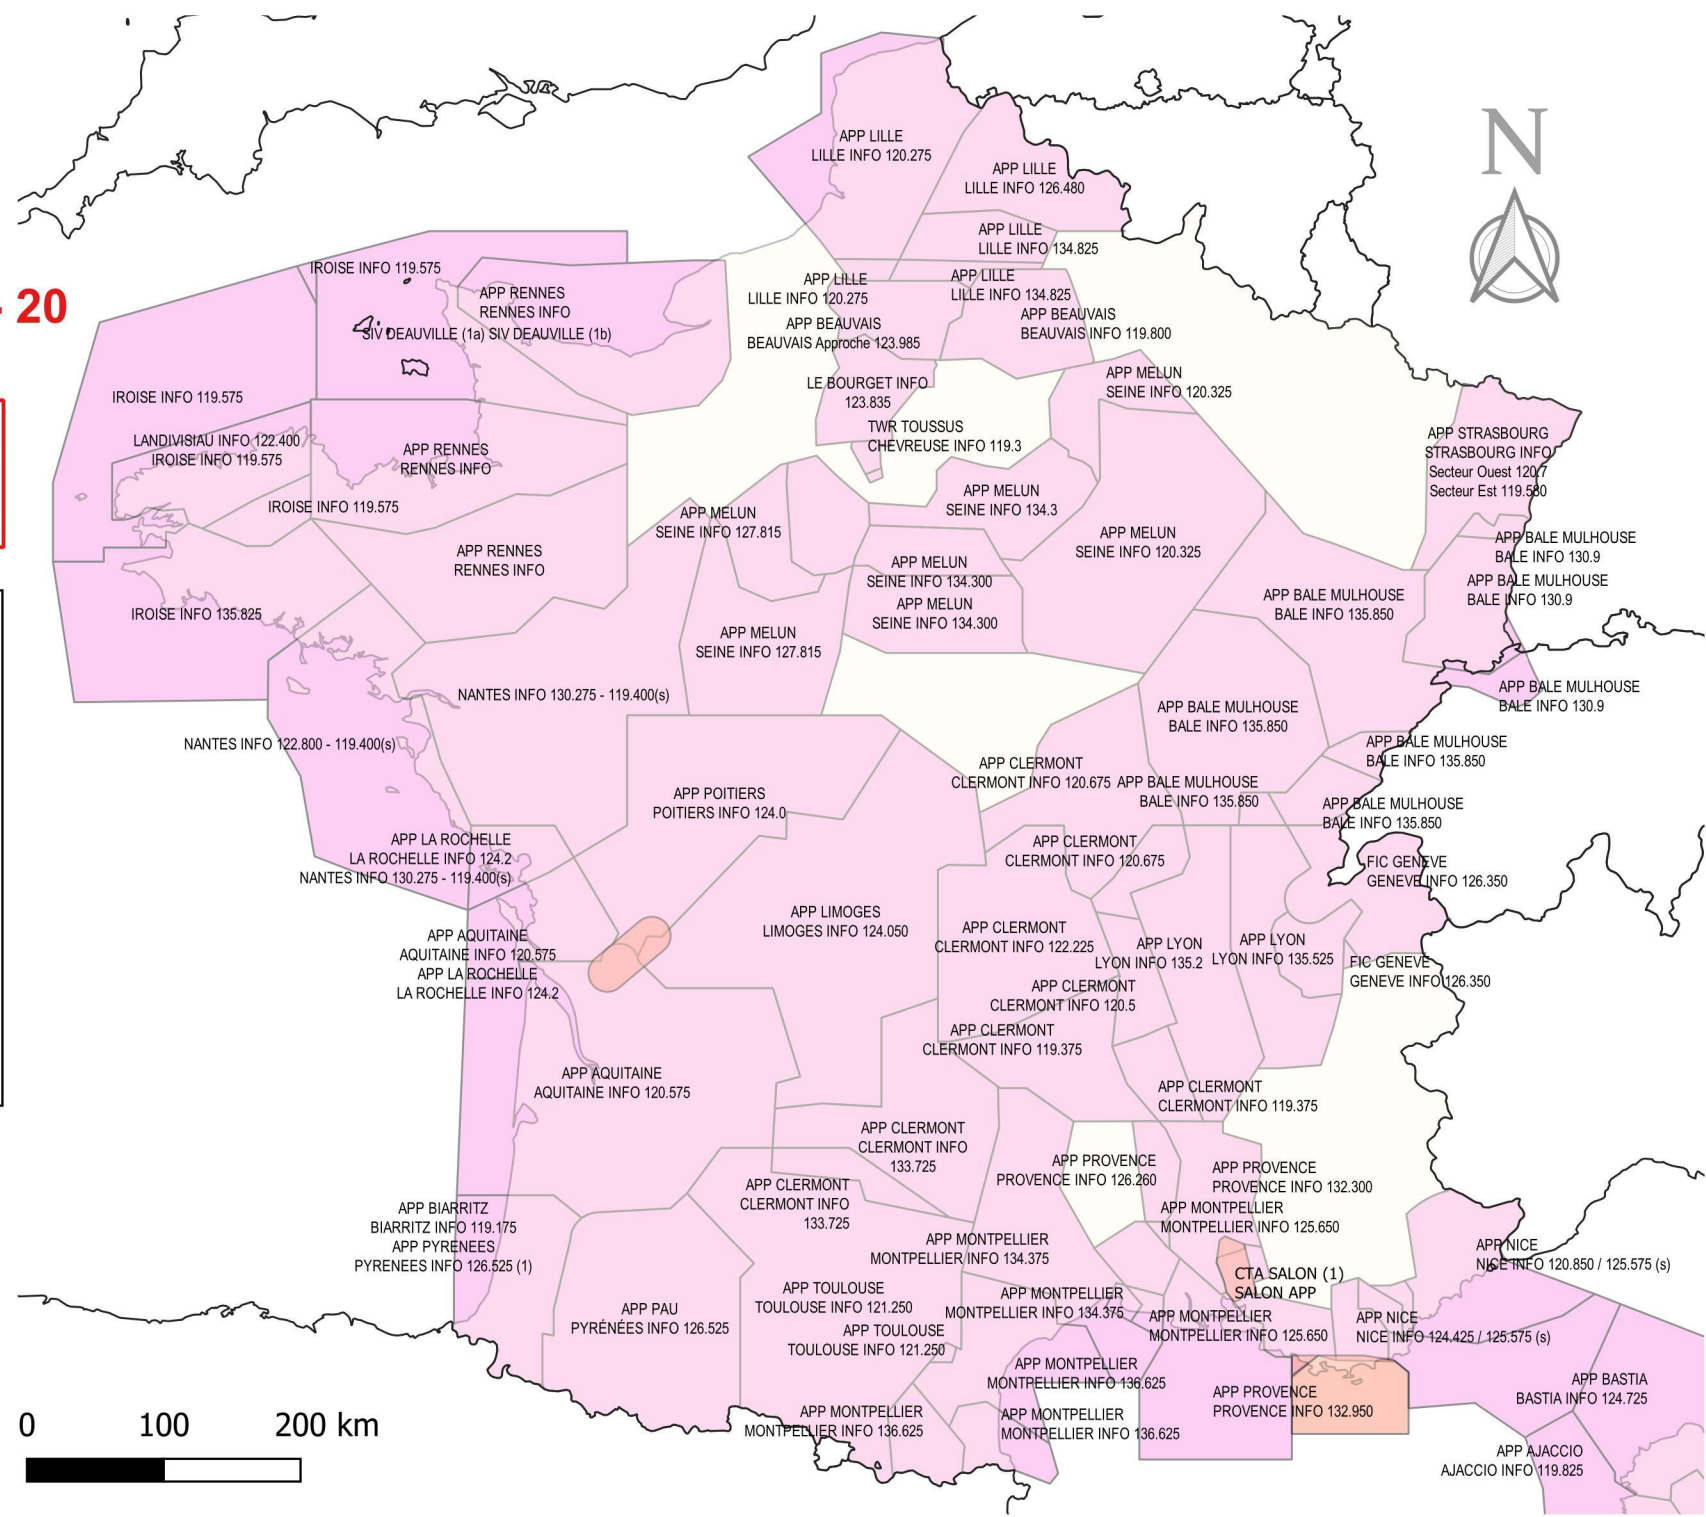 N
APP LILLE
LILLE INFO 120.275
APP LILLE
LILLE INFO 126.480
APP LILLE
LILLE INFO 134.825
IROISE INFO 119.575
- 20
APP RENNES
RENNES INFO
SIV DEAUVILLE (1a) SIV DEAUVILLE (1b)
APP LILLE
LILLE INFO 120.275
APP LILLE
LILLE INFO 134.825
APP BEAUVAIS
BEAUVAIS Approche 123.985
APP BEAUVAIS
BEAUVAIS INFO 119.800
LE BOURGET INFO
123.835
APP MELUN
SEINE INFO 120.325
IROISE INFO 119.575
TWR TOUSSUS
CHEVREUSE INFO 119.3
LANDIVISIAU INFO 122.400
IROISE INFO 119.575
APP RENNES
RENNES INFO
APP STRASBOURG
STRASBOURG INFO
Secteur Ouest 120.7
Secteur Est 119.580
IROISE INFO 119.575
APP MELUN
SEINE INFO 127.815
APP MELUN
SEINE INFO 134.3
APP MELUN
SEINE INFO 120.325
APP BALE MULHOUSE
BALE INFO 130.9
APP RENNES
RENNES INFO
APP MELUN
SEINE INFO 134.300
APP BALE MULHOUSE
BALE INFO 130.9
IROISE INFO 135.825
APP MELUN
SEINE INFO 134.300
APP BALE MULHOUSE
BALE INFO 135.850
APP MELUN
SEINE INFO 127.815
NANTES INFO 130.275 - 119.400(s)
APP BALE MULHOUSE
BALE INFO 130.9
APP BALE MULHOUSE
BALE INFO 135.850
NANTES INFO 122.800 - 119.400(s)
APP BALE MULHOUSE
BALE INFO 135.850
APP CLERMONT
CLERMONT INFO 120.675
APP BALE MULHOUSE
BALE INFO 135.850
APP POITIERS
POITIERS INFO 124.0
APP BALE MULHOUSE
BALE INFO 135.850
APP LA ROCHELLE
LA ROCHELLE INFO 124.2
NANTES INFO 130.275 - 119.400(s)
APP CLERMONT
CLERMONT INFO 120.675
FIC GENEVE
GENEVE INFO 126.350
APP LIMOGES
LIMOGES INFO 124.050
APP CLERMONT
CLERMONT INFO 122.225
APP LYON
LYON INFO 135.2
APP LYON
LYON INFO 135.525
APP AQUITAINE
AQUITAINE INFO 120.575
APP LA ROCHELLE
LA ROCHELLE INFO 124.2
FIC GENEVE
GENEVE INFO 126.350
APP CLERMONT
CLERMONT INFO 120.5
APP CLERMONT
CLERMONT INFO 119.375
APP AQUITAINE
AQUITAINE INFO 120.575
APP CLERMONT
CLERMONT INFO 119.375
APP CLERMONT
CLERMONT INFO
133.725
APP PROVENCE
PROVENCE INFO 126.260
APP PROVENCE
PROVENCE INFO 132.300
APP CLERMONT
CLERMONT INFO
133.725
APP MONTPELLIER
MONTPELLIER INFO 125.650
APP BIARRITZ
BIARRITZ INFO 119.175
APP PYRENEES
PYRENEES INFO 126.525 (1)
APP MONTPELLIER
MONTPELLIER INFO 134.375
APP NICE
NICE INFO 120.850 / 125.575 (s)
CTA SALON (1)
SALON APP
APP TOULOUSE
TOULOUSE INFO 121.250
APP MONTPELLIER
MONTPELLIER INFO 134.375
APP PAU
PYRÉNÉES INFO 126.525
APP MONTPELLIER
MONTPELLIER INFO 125.650
APP NICE
NICE INFO 124.425 / 125.575 (s)
APP TOULOUSE
TOULOUSE INFO 121.250
APP MONTPELLIER
MONTPELLIER INFO 136.625
APP PROVENCE
PROVENCE INFO 132.950
APP BASTIA
BASTIA INFO 124.725
APP MONTPELLIER
MONTPELLIER INFO 136.625
APP MONTPELLIER
MONTPELLIER INFO 136.625
APP AJACCIO
AJACCIO INFO 119.825
0 100 200 km